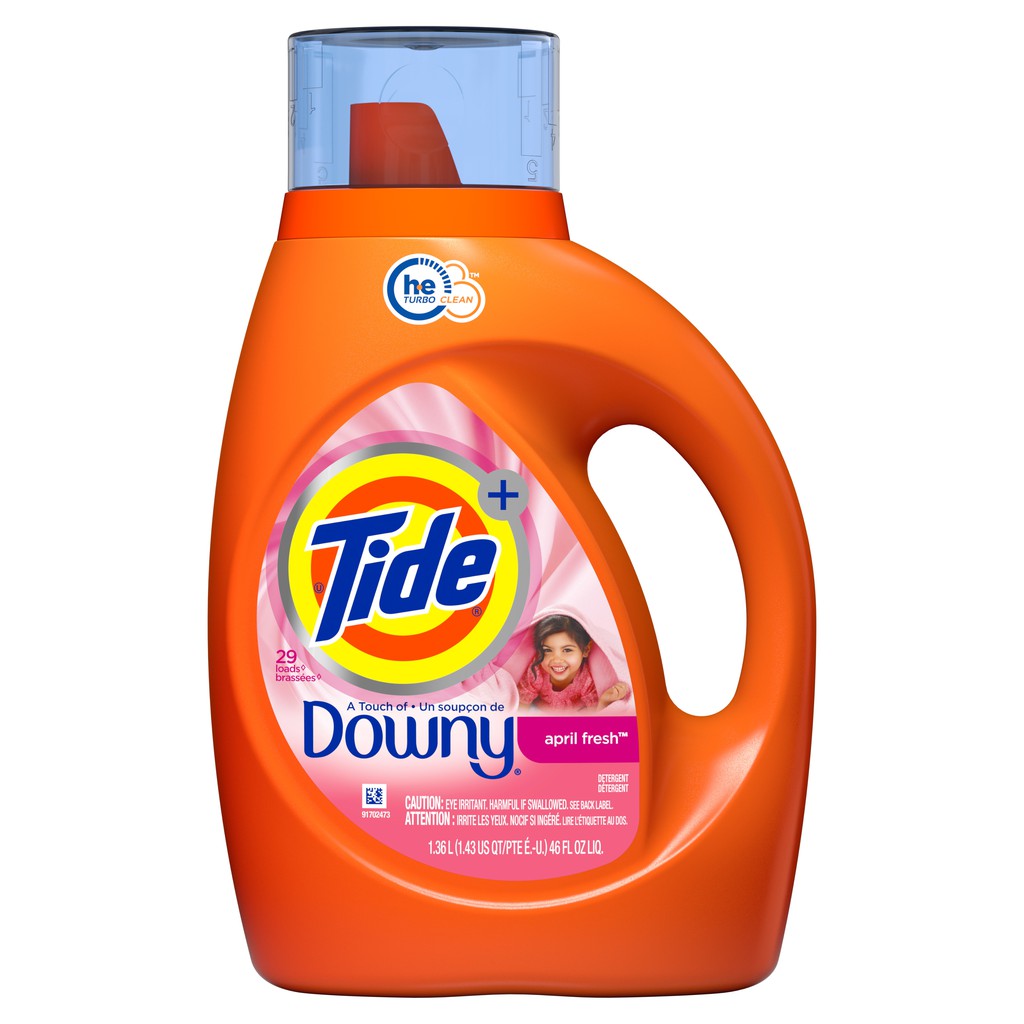 he™
TURBO CLEAN
+
Tide®
29
loads◊
brassées◊
A Touch of • Un soupçon de
Downy®
april fresh™
DETERGENT
DÉTERGENT
91702473
CAUTION: EYE IRRITANT. HARMFUL IF SWALLOWED. SEE BACK LABEL.
ATTENTION : IRRITE LES YEUX. NOCIF SI INGÉRÉ. LIRE L'ÉTIQUETTE AU DOS.
1.36 L (1.43 US QT/PTE É.-U.) 46 FL OZ LIQ.